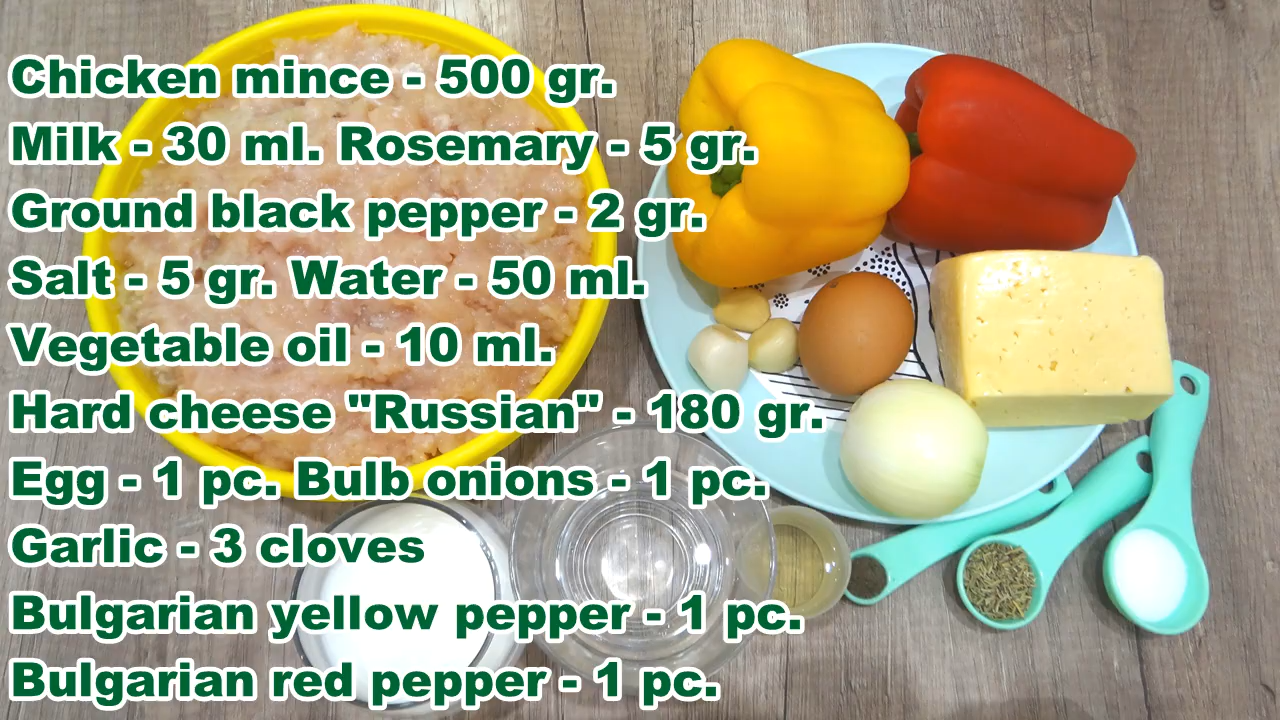 Chicken mince - 500 gr.
Milk - 30 ml. Rosemary - 5 gr.
Ground black pepper - 2 gr.
Salt - 5 gr. Water - 50 ml.
Vegetable oil - 10 ml.
Hard cheese "Russian" - 180 gr.
Egg - 1 pc. Bulb onions - 1 pc.
Garlic - 3 cloves
Bulgarian yellow pepper - 1 pc.
Bulgarian red pepper - 1 pc.